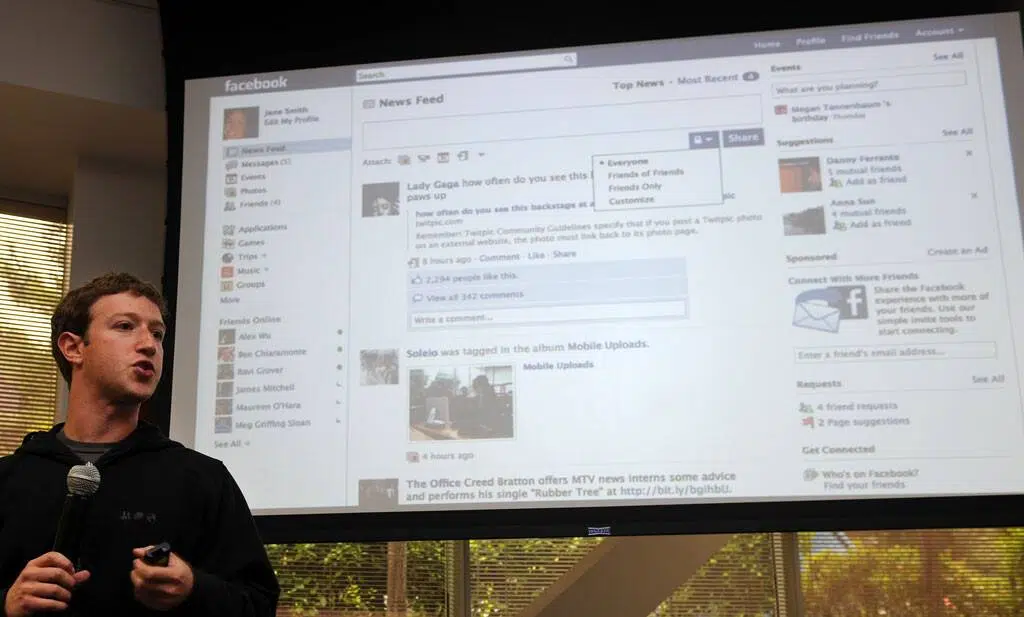 facebook
Search
Home Profile Find Friends Account
Jane Smith
Edit My Profile
News Feed
Messages (5)
Events
Photos
Friends (4)
Applications
Games
Trips
Music
Groups
More
Friends Online
Alex Wu
Ben Chiaramonte
Ravi Grover
James Mitchell
Maureen O'Hara
Meg Griffing Sloan
See All
News Feed
Top News · Most Recent 4
Share
Attach:
Everyone
Friends of Friends
Friends Only
Customize
Lady Gaga how often do you see this
paws up
how often do you see this backstage at a
pic
twitpic.com
Remember: Twitpic Community Guidelines specify that if you post a Twitpic photo
on an external website, the photo must link back to its photo page.
8 hours ago · Comment · Like · Share
2,294 people like this.
View all 342 comments
Write a comment...
Soleio was tagged in the album Mobile Uploads.
Mobile Uploads
4 hours ago
The Office Creed Bratton offers MTV news interns some advice
and performs his single "Rubber Tree" at http://bit.ly/bgihbU.
Events
See All
What are you planning?
Megan Tannenbaum's
birthday Thursday
Suggestions
See All
Danny Ferrante
5 mutual friends
Add as friend
Anna Sun
4 mutual friends
Add as friend
Sponsored
Create an Ad
Connect With More Friends
Share the Facebook
experience with more of
your friends. Use our
simple invite tools to
start connecting.
Enter a friend's email address...
Requests
See All
4 friend requests
2 Page suggestions
Get Connected
Who's on Facebook?
Find your friends